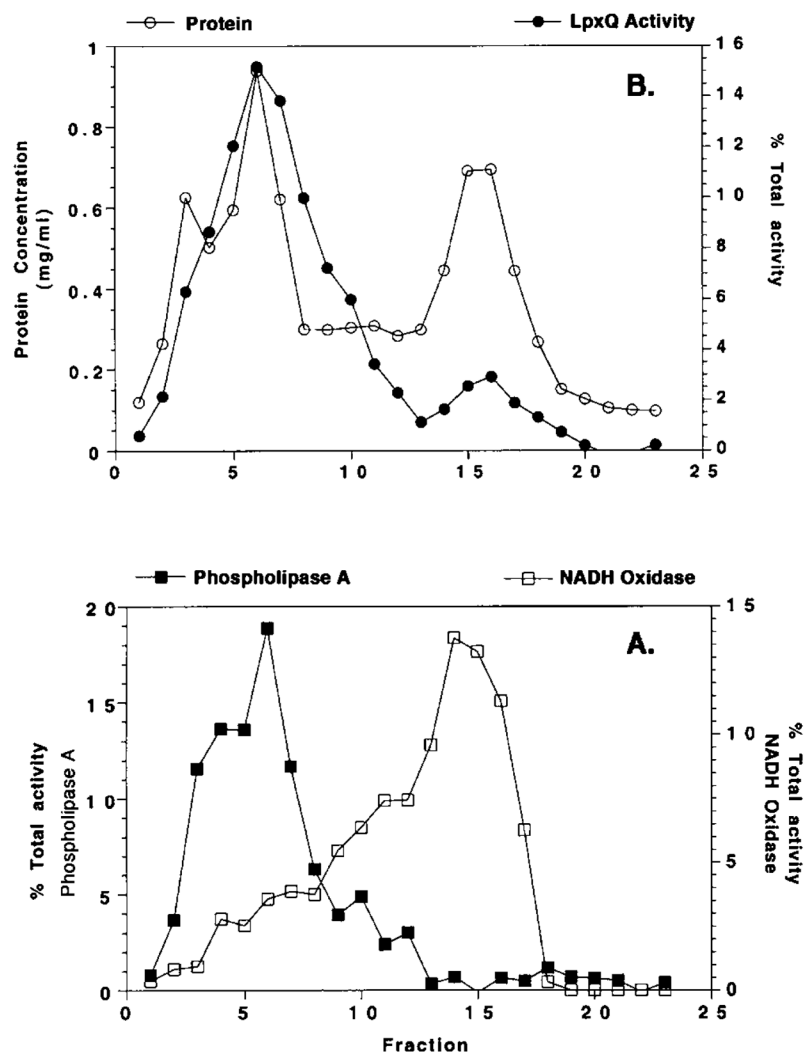 Protein
LpxQ Activity
B.
1
0.8
0.6
0.4
0.2
0
Protein Concentration
(mg/ml)
16
14
12
10
8
6
4
2
0
% Total activity
0 5 10 15 20 25
Phospholipase A
NADH Oxidase
A.
20
15
10
5
0
% Total activity
Phospholipase A
15
10
5
0
% Total activity
NADH Oxidase
0 5 10 15 20 25
Fraction